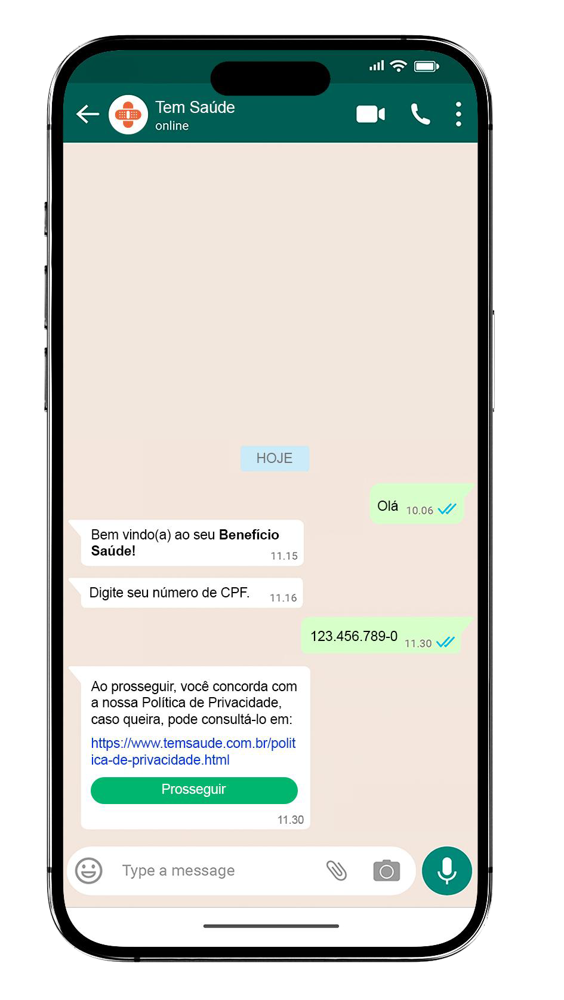 Tem Saúde
online
HOJE
Olá 10.06
Bem vindo(a) ao seu Benefício
Saúde!
11.15
Digite seu número de CPF. 11.16
123.456.789-0 11.30
Ao prosseguir, você concorda com
a nossa Política de Privacidade,
caso queira, pode consultá-lo em:
https://www.temsaude.com.br/polit
ica-de-privacidade.html
Prosseguir
11.30
Type a message